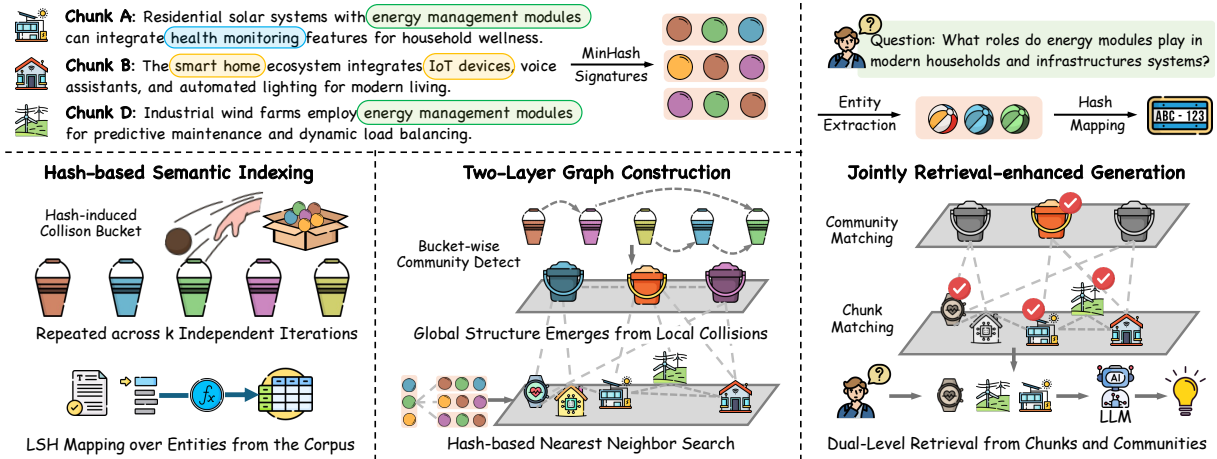 Chunk A: Residential solar systems with energy management modules
can integrate health monitoring features for household wellness.
Chunk B: The smart home ecosystem integrates IoT devices, voice
assistants, and automated lighting for modern living.
Chunk D: Industrial wind farms employ energy management modules
for predictive maintenance and dynamic load balancing.
MinHash
Signatures
?
Question: What roles do energy modules play in
modern households and infrastructures systems?
Entity
Extraction
Hash
Mapping
ABC - 123
Hash-based Semantic Indexing
Hash-induced
Collison Bucket
Repeated across k Independent Iterations
fx
LSH Mapping over Entities from the Corpus
Two-Layer Graph Construction
Bucket-wise
Community Detect
Global Structure Emerges from Local Collisions
Hash-based Nearest Neighbor Search
Jointly Retrieval-enhanced Generation
Community
Matching
Chunk
Matching
?
AI
LLM
Dual-Level Retrieval from Chunks and Communities